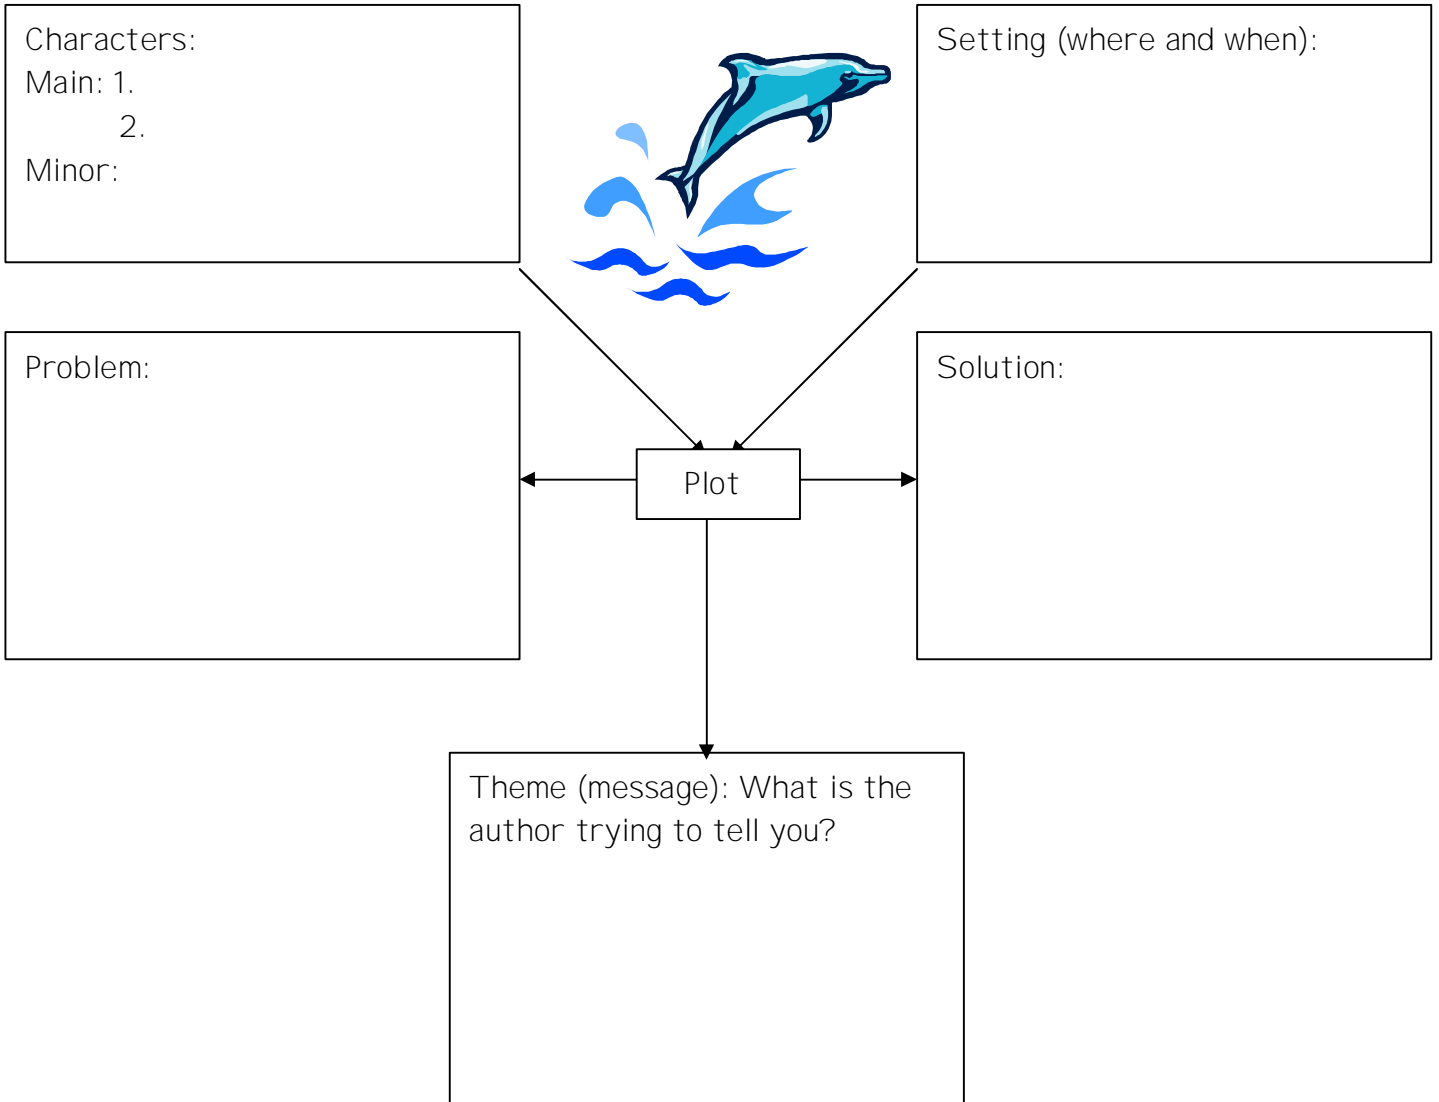 Characters:
Main: 1.
2.
Minor:
Setting (where and when):
Problem:
Solution:
Plot
Theme (message): What is the
author trying to tell you?